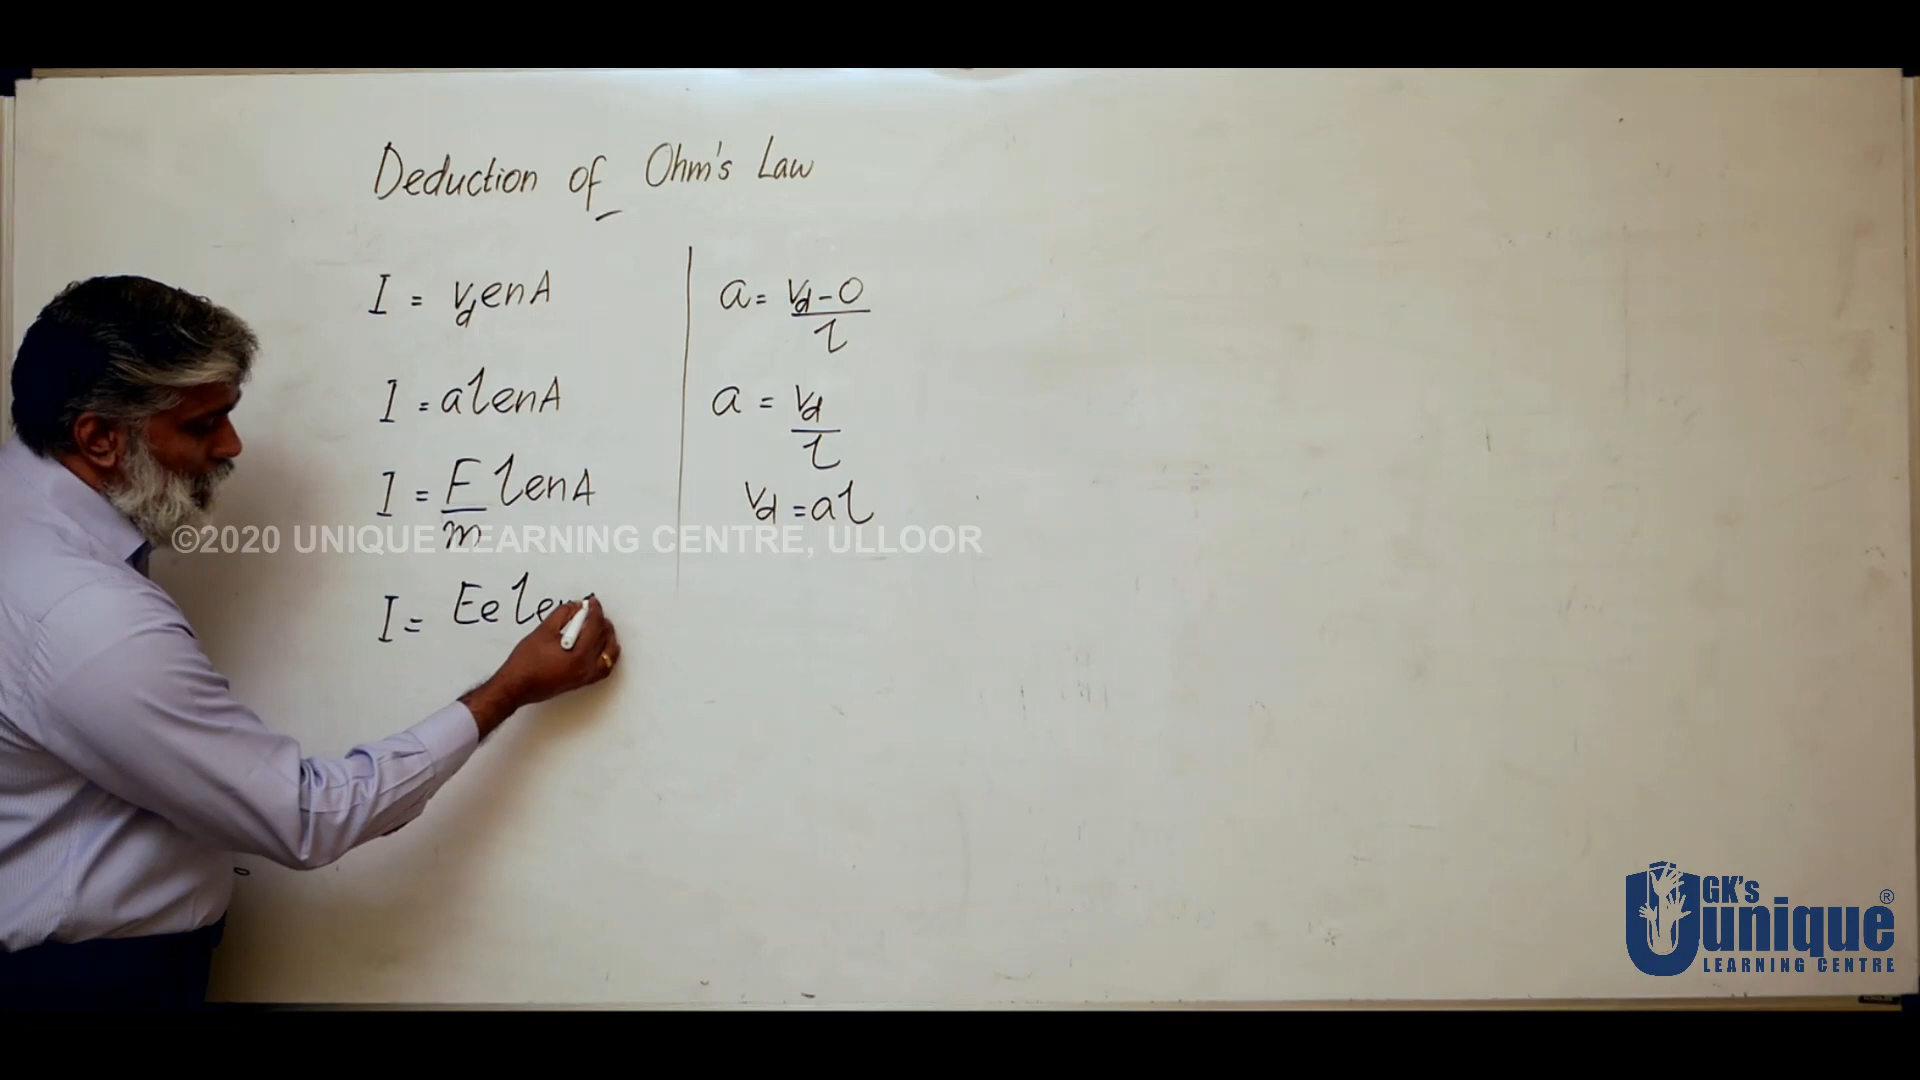 Deduction of Ohm's Law
I = vdenA
I = aτenA
I = F/m τenA
I = Eeτen
a = vd-0/τ
a = vd/τ
vd = aτ
©2020 UNIQUE LEARNING CENTRE, ULLOOR
GK's
unique®
LEARNING CENTRE